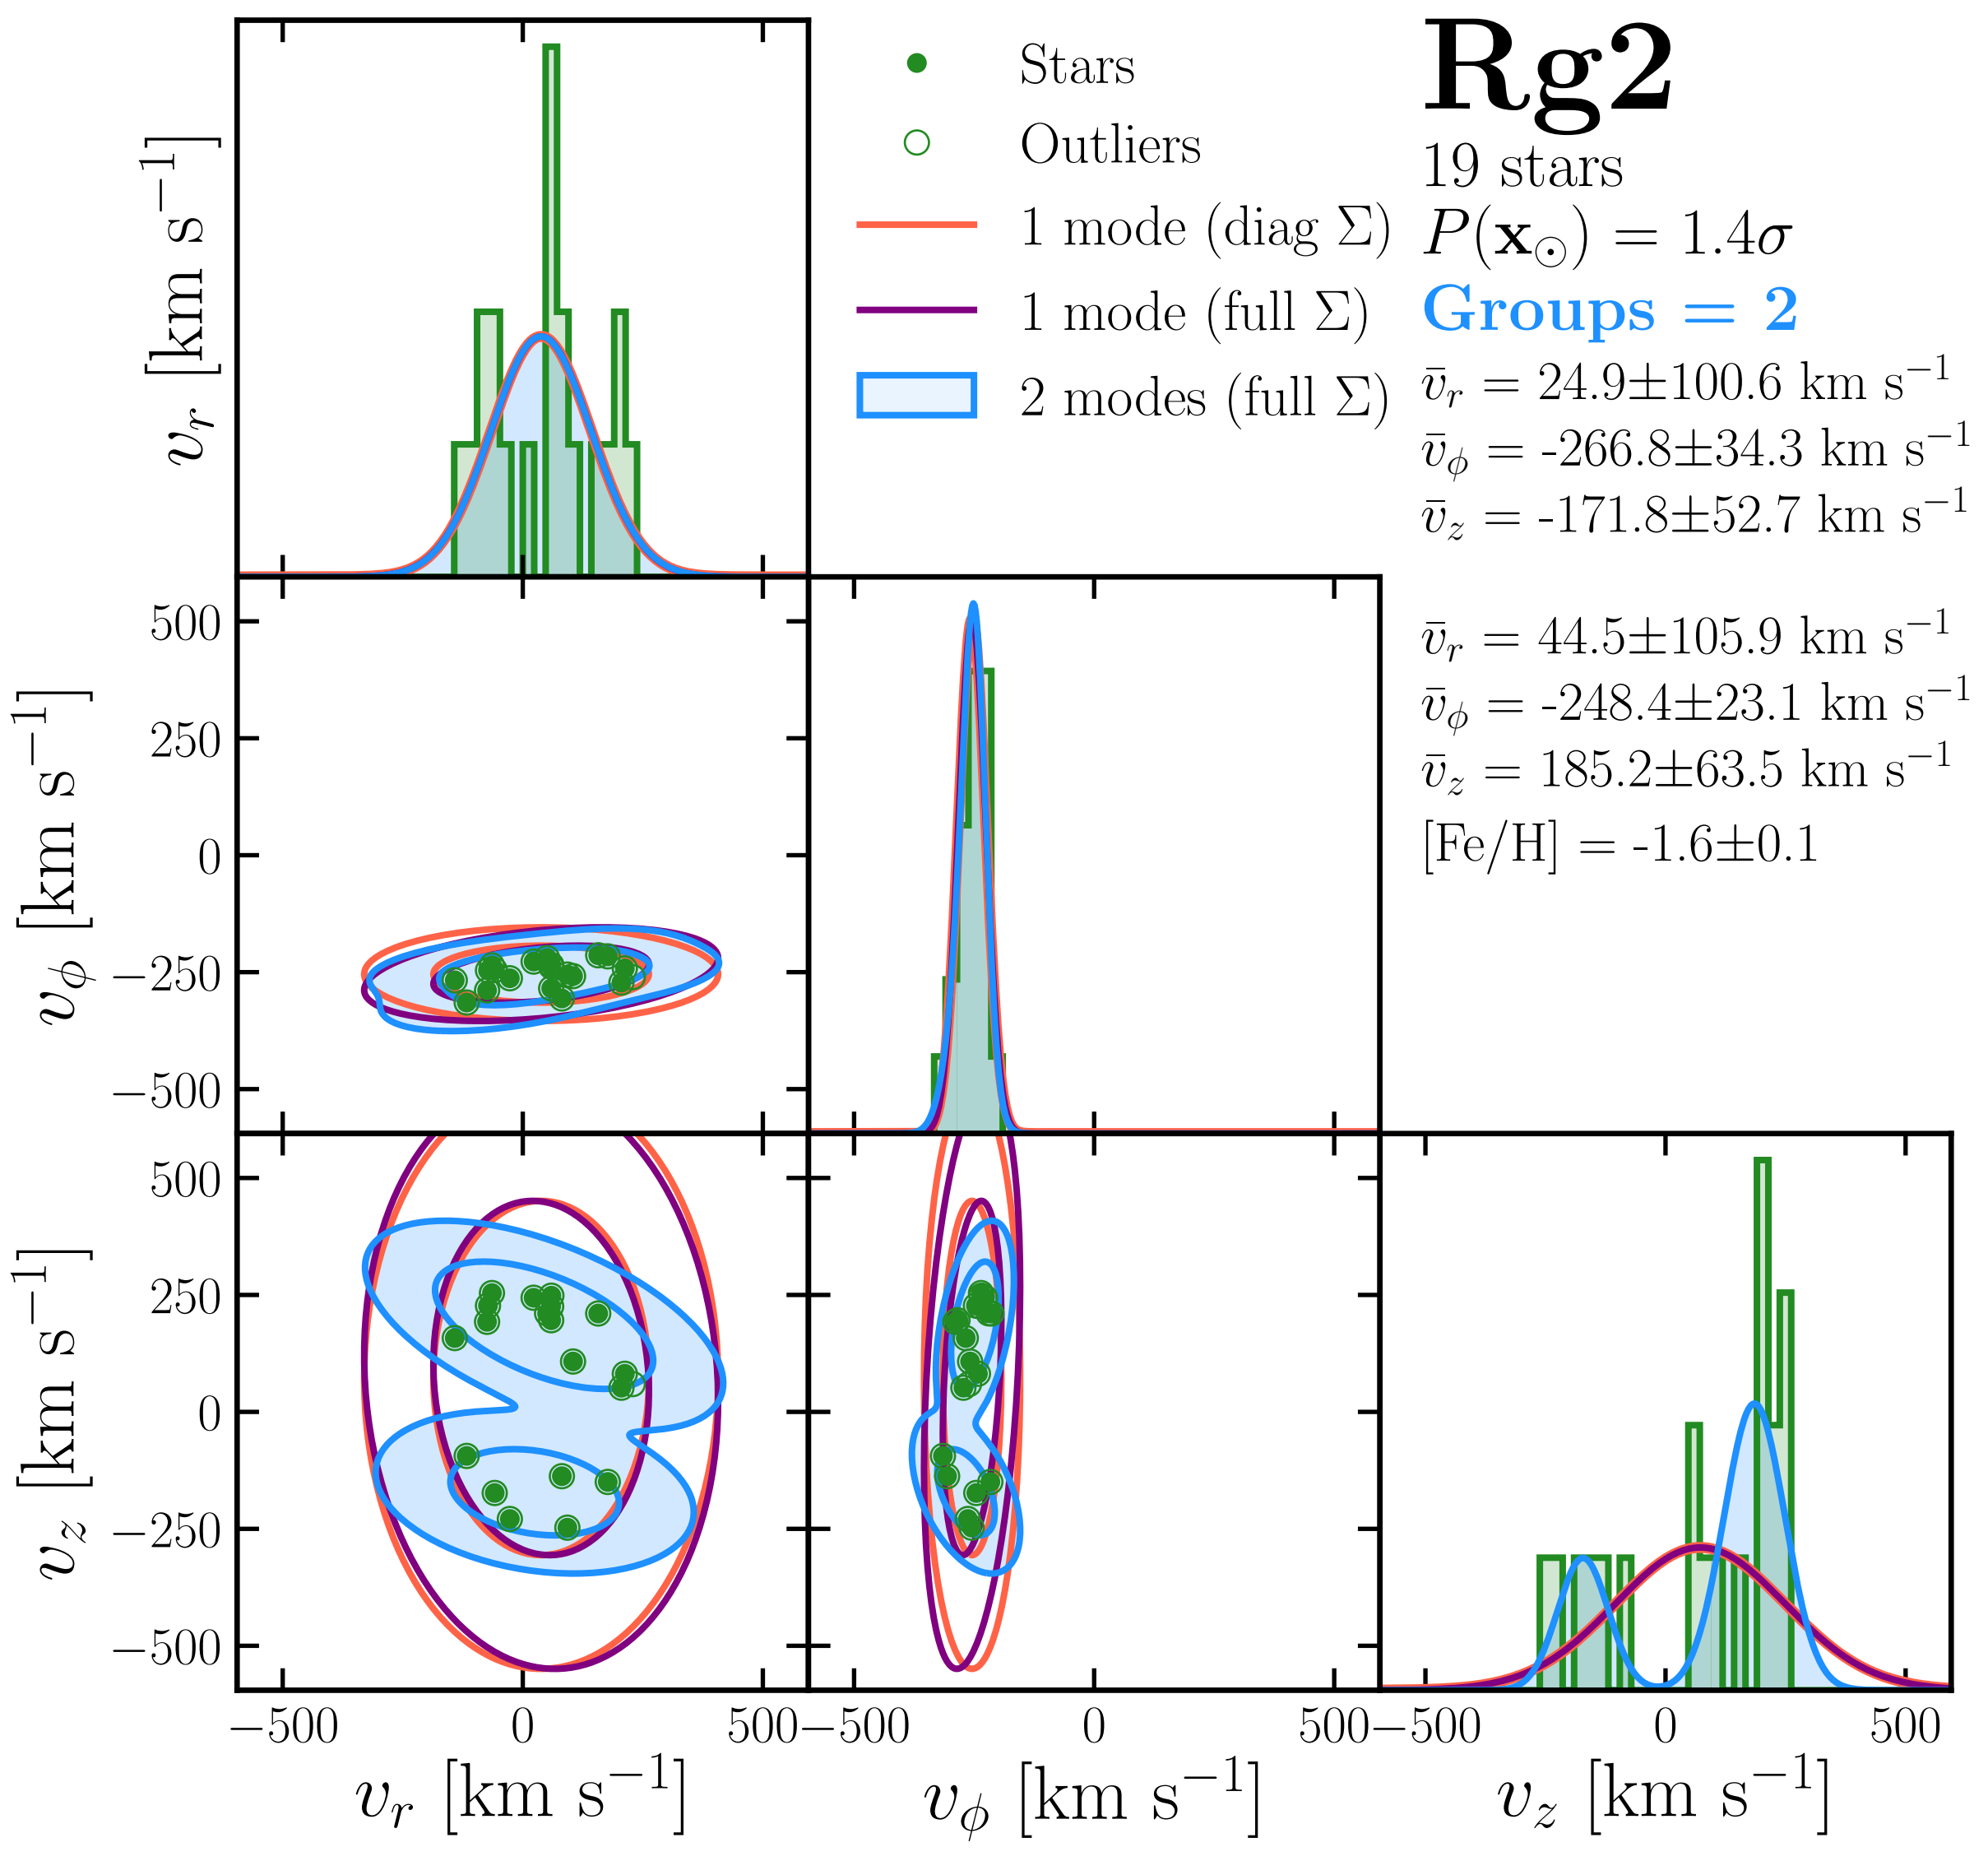 Stars
Outliers
1 mode (diag Σ)
1 mode (full Σ)
2 modes (full Σ)
Rg2
19 stars
P(x⊙) = 1.4σ
Groups = 2
v̄ᵣ = 24.9±100.6 km s⁻¹
v̄ᵩ = -266.8±34.3 km s⁻¹
v̄_z = -171.8±52.7 km s⁻¹
v̄ᵣ = 44.5±105.9 km s⁻¹
v̄ᵩ = -248.4±23.1 km s⁻¹
v̄_z = 185.2±63.5 km s⁻¹
[Fe/H] = -1.6±0.1
vᵣ [km s⁻¹]
vᵩ [km s⁻¹]
500
250
0
−250
−500
v_z [km s⁻¹]
500
250
0
−250
−500
−500 0 500
−500 0 500
−500 0 500
vᵣ [km s⁻¹]
vᵩ [km s⁻¹]
v_z [km s⁻¹]